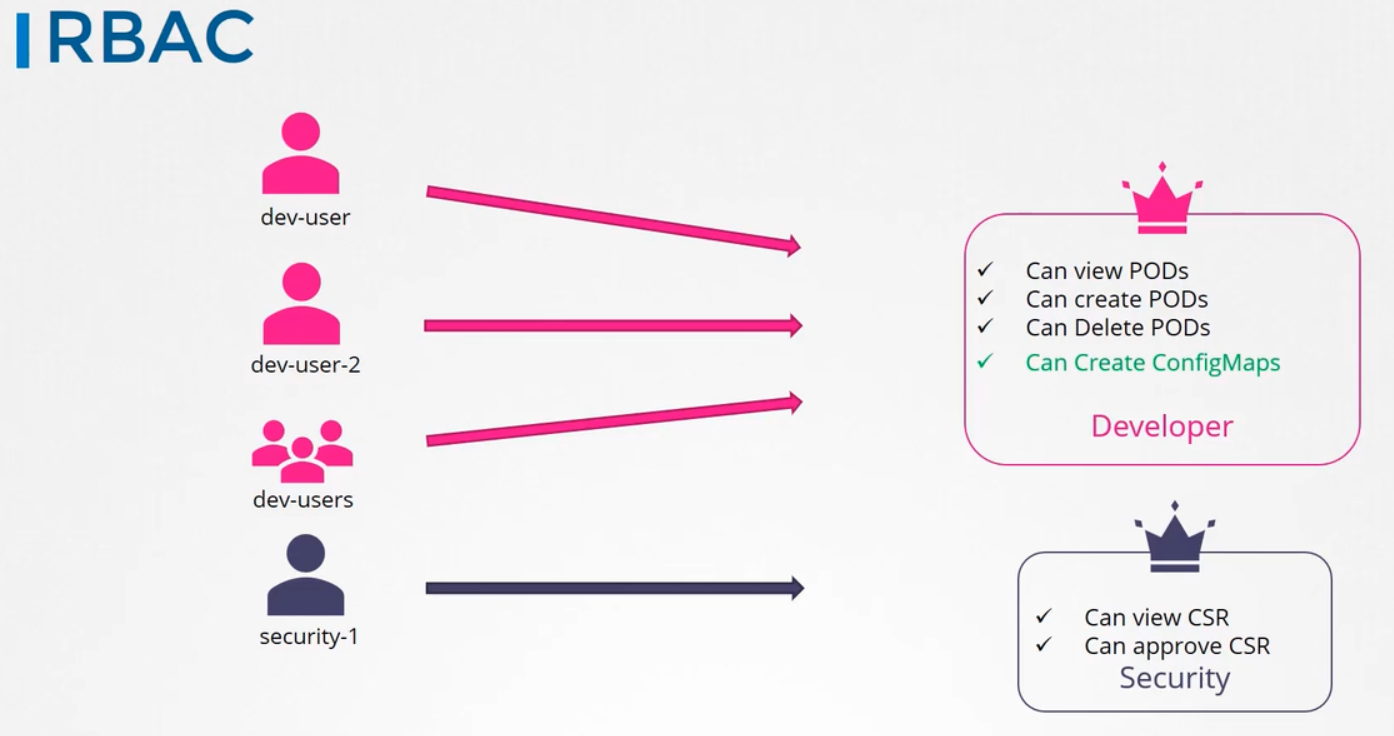 RBAC
dev-user
dev-user-2
dev-users
security-1
✓ Can view PODs
✓ Can create PODs
✓ Can Delete PODs
✓ Can Create ConfigMaps
Developer
✓ Can view CSR
✓ Can approve CSR
Security